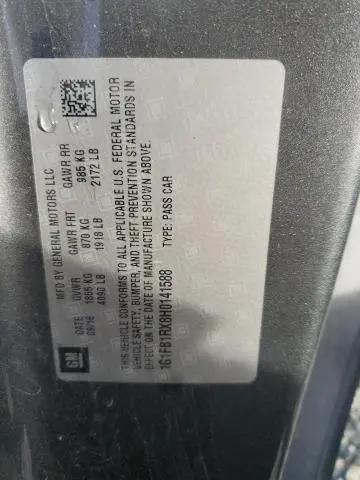 GM
MFD BY GENERAL MOTORS LLC
DATE GVWR GAWR FRT GAWR RR
09/16 1855 KG 870 KG 985 KG
4090 LB 1918 LB 2172 LB
THIS VEHICLE CONFORMS TO ALL APPLICABLE U.S. FEDERAL MOTOR
VEHICLE SAFETY, BUMPER, AND THEFT PREVENTION STANDARDS IN
EFFECT ON THE DATE OF MANUFACTURE SHOWN ABOVE.
1G1FB1RX8H0141588 TYPE: PASS CAR